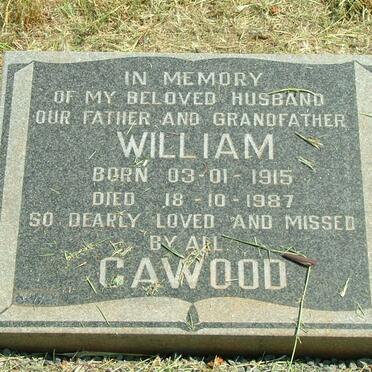 IN MEMORY
OF MY BELOVED HUSBAND
OUR FATHER AND GRANDFATHER
WILLIAM
BORN 03-01-1915
DIED 18-10-1987
SO DEARLY LOVED AND MISSED
BY ALL
CAWOOD